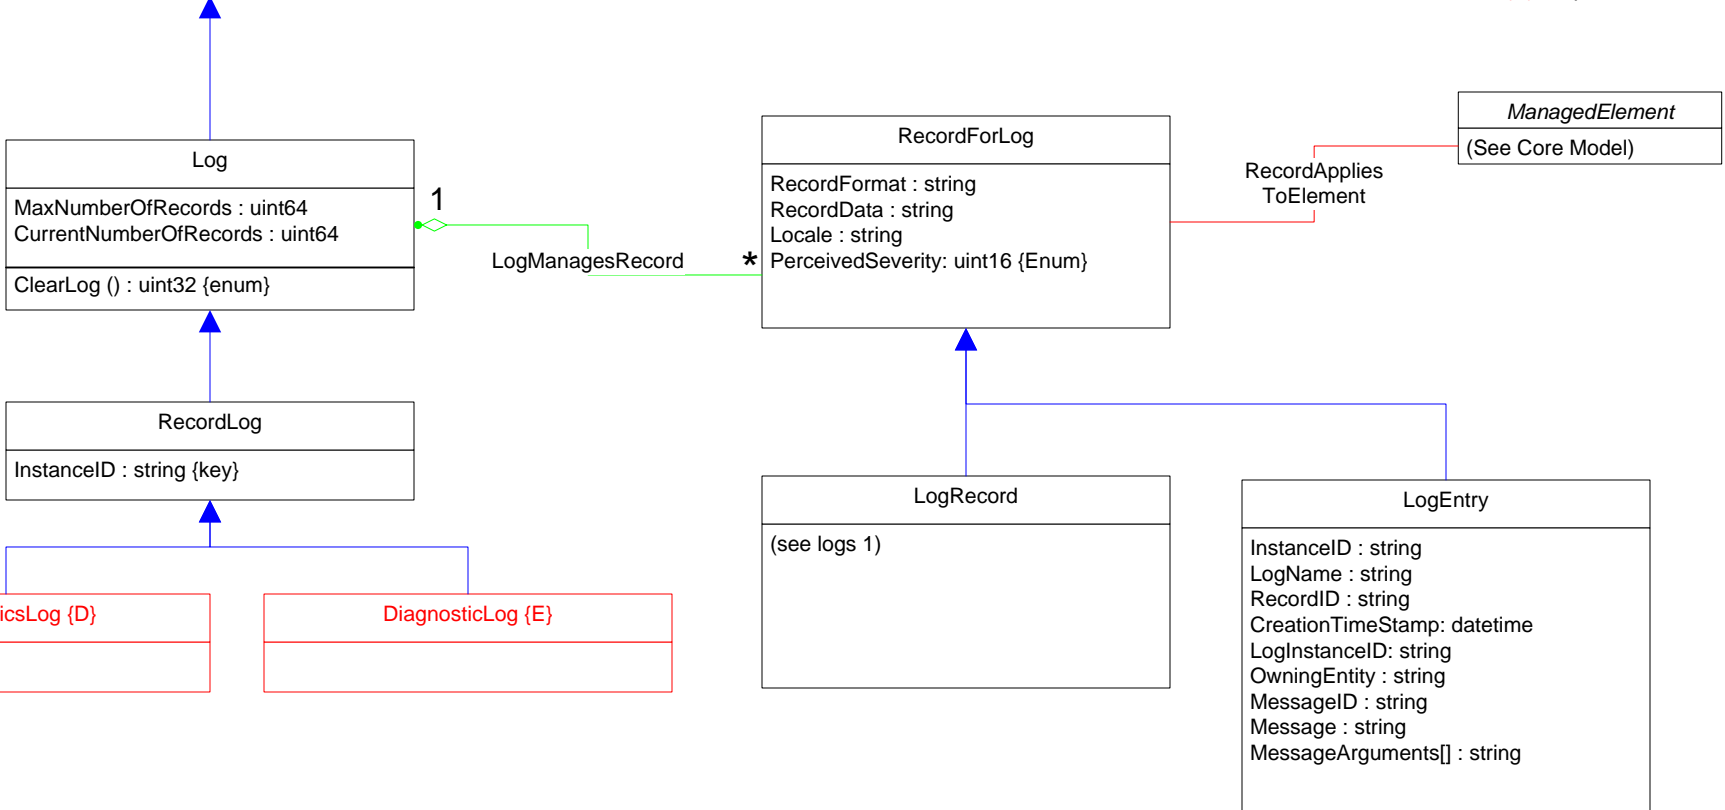 Log
MaxNumberOfRecords : uint64
CurrentNumberOfRecords : uint64
ClearLog () : uint32 {enum}
1
LogManagesRecord
*
RecordForLog
RecordFormat : string
RecordData : string
Locale : string
PerceivedSeverity: uint16 {Enum}
RecordApplies
ToElement
ManagedElement
(See Core Model)
RecordLog
InstanceID : string {key}
icsLog {D}
DiagnosticLog {E}
LogRecord
(see logs 1)
LogEntry
InstanceID : string
LogName : string
RecordID : string
CreationTimeStamp: datetime
LogInstanceID: string
OwningEntity : string
MessageID : string
Message : string
MessageArguments[] : string